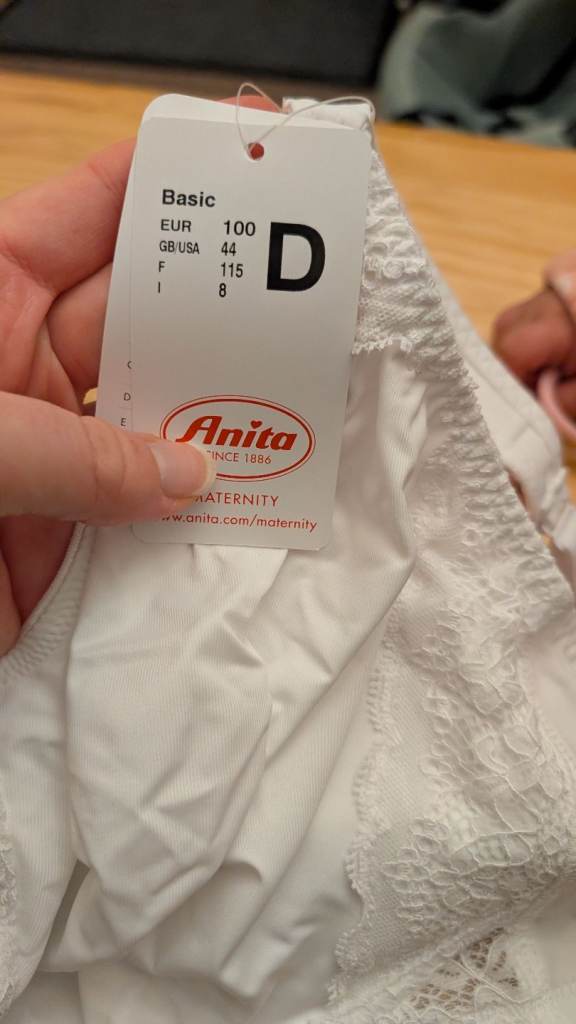 Basic
EUR 100
GB/USA 44
F 115
I 8
D
Anita
SINCE 1886
MATERNITY
www.anita.com/maternity
D
E